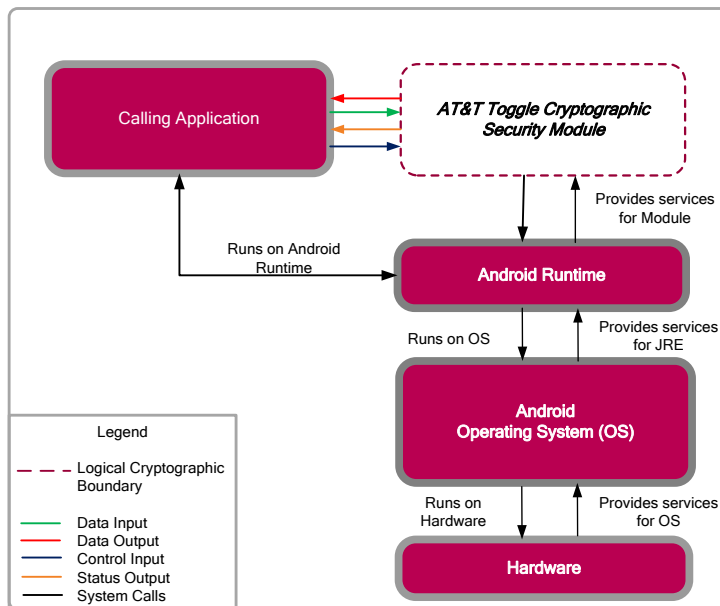 Calling Application
AT&T Toggle Cryptographic
Security Module
Provides services
for Module
Runs on Android
Runtime
Android Runtime
Runs on OS
Provides services
for JRE
Android
Operating System (OS)
Runs on
Hardware
Provides services
for OS
Hardware
Legend
Logical Cryptographic
Boundary
Data Input
Data Output
Control Input
Status Output
System Calls